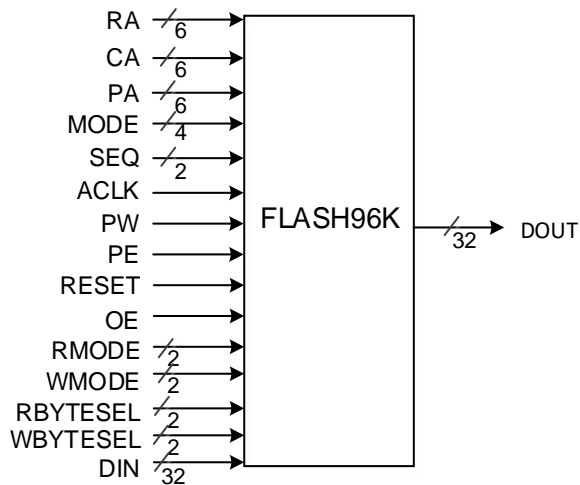 RA 6
CA 6
PA 6
MODE 4
SEQ 2
ACLK
PW
PE
RESET
OE
RMODE 2
WMODE 2
RBYTESEL 2
WBYTESEL 2
DIN 32
FLASH96K
32 DOUT